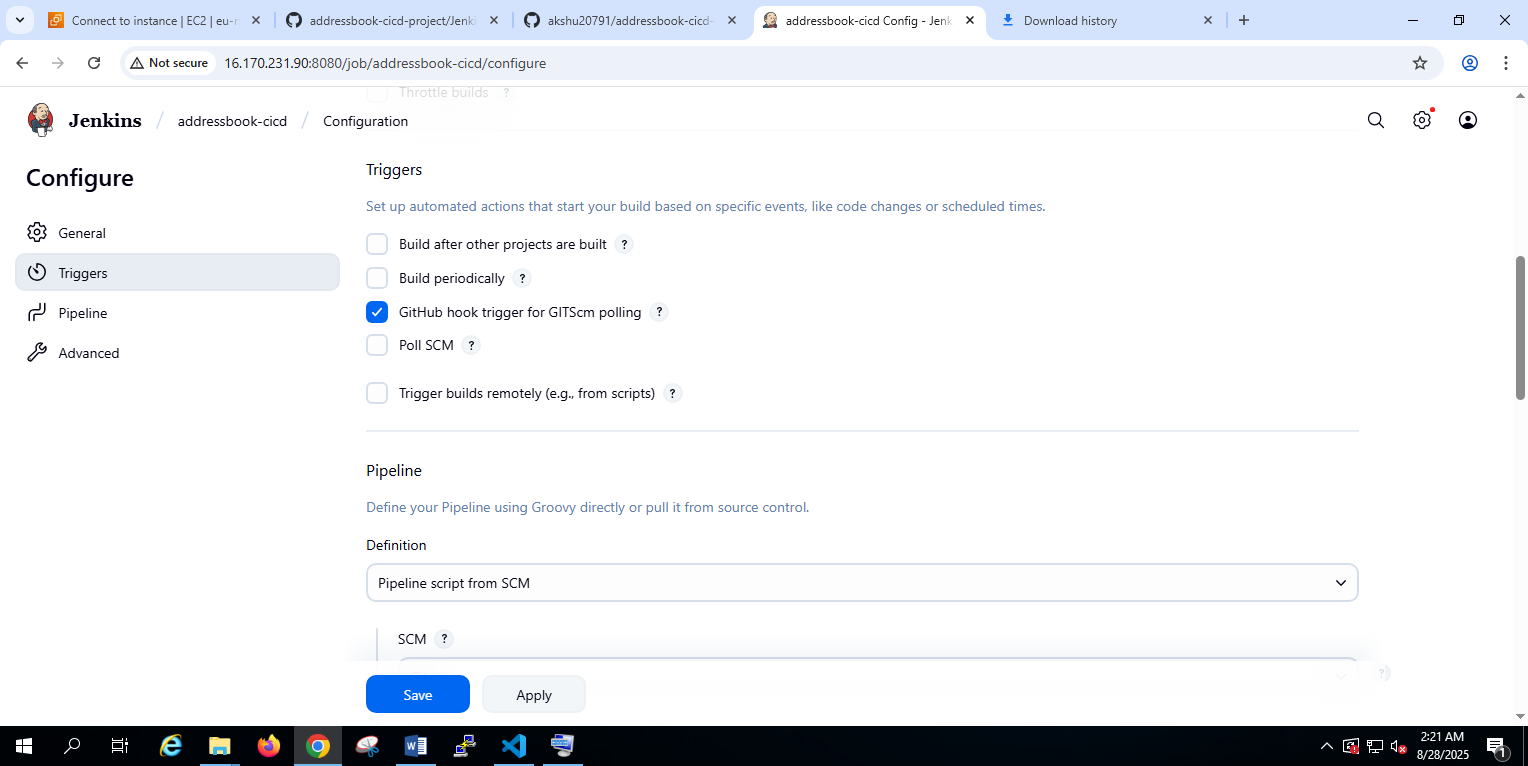 Connect to instance | EC2 | eu-n
addressbook-cicd-project/Jenki
akshu20791/addressbook-cicd-
addressbook-cicd Config - Jenk
Download history
Not secure
16.170.231.90:8080/job/addressbook-cicd/configure
Throttle builds ?
Jenkins / addressbook-cicd / Configuration
Configure
General
Triggers
Pipeline
Advanced
Triggers
Set up automated actions that start your build based on specific events, like code changes or scheduled times.
Build after other projects are built ?
Build periodically ?
GitHub hook trigger for GITScm polling ?
Poll SCM ?
Trigger builds remotely (e.g., from scripts) ?
Pipeline
Define your Pipeline using Groovy directly or pull it from source control.
Definition
Pipeline script from SCM
SCM ?
?
Save
Apply
2:21 AM
8/28/2025
1